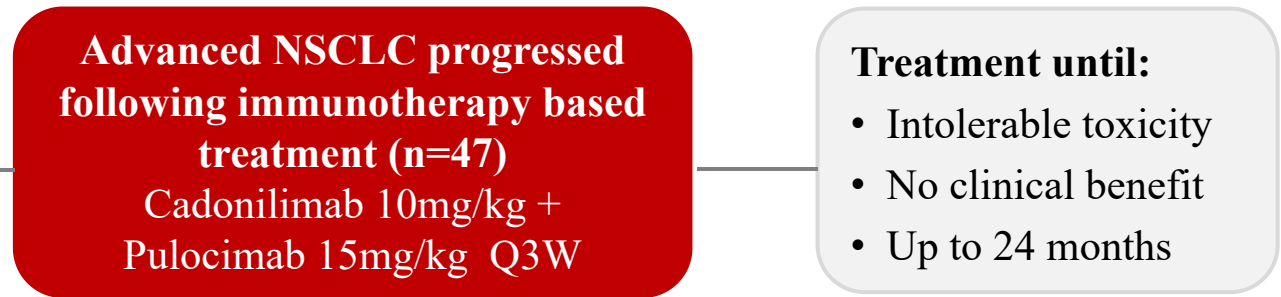 Advanced NSCLC progressed
following immunotherapy based
treatment (n=47)
Cadonilimab 10mg/kg +
Pulocimab 15mg/kg  Q3W
Treatment until:
• Intolerable toxicity
• No clinical benefit
• Up to 24 months